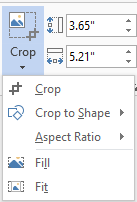 Crop
3.65"
5.21"
Crop
Crop to Shape
Aspect Ratio
Fill
Fit